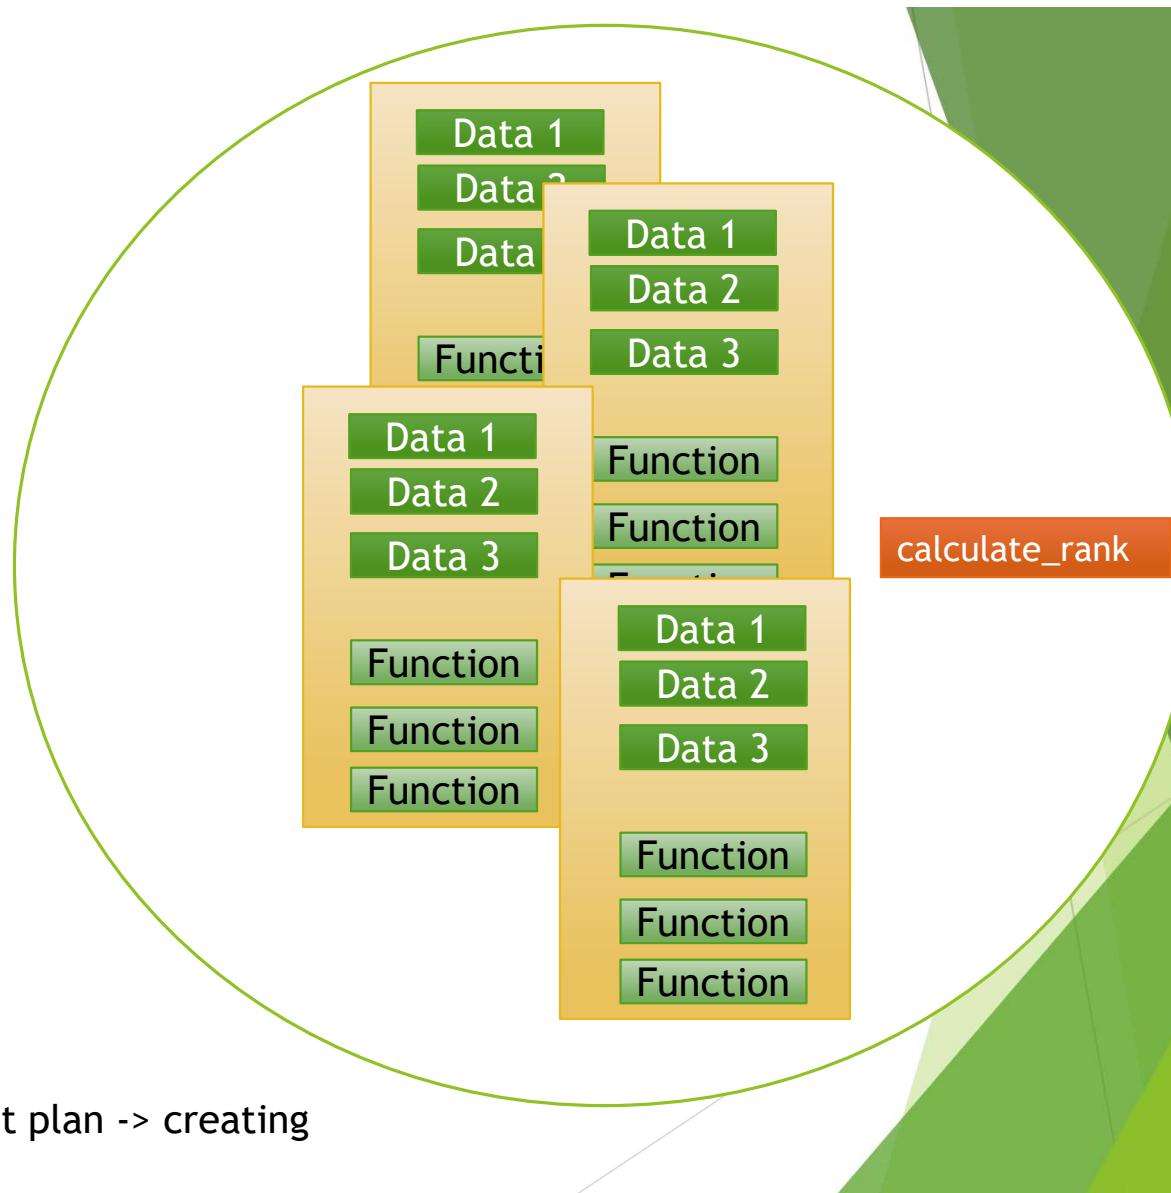 Data 1
Data
Data
Functi
Data 1
Data 2
Data 3
Function
Function
Data 1
Data 2
Data 3
Function
Function
Function
Data 1
Data 2
Data 3
Function
Function
Function
calculate_rank
t plan -> creating